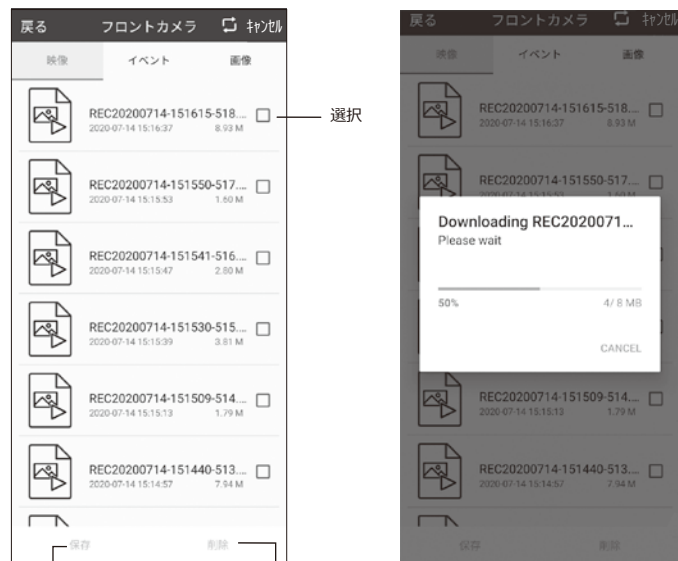 戻る フロントカメラ キャンセル
映像 イベント 画像
REC20200714-151615-518....
2020-07-14 15:16:37 8.93 M
選択
REC20200714-151550-517....
2020-07-14 15:15:53 1.60 M
REC20200714-151541-516....
2020-07-14 15:15:47 2.80 M
REC20200714-151530-515....
2020-07-14 15:15:39 3.81 M
REC20200714-151509-514....
2020-07-14 15:15:13 1.79 M
REC20200714-151440-513....
2020-07-14 15:14:57 7.94 M
保存 削除
戻る フロントカメラ キャンセル
映像 イベント 画像
REC20200714-151615-518....
2020-07-14 15:16:37 8.93 M
REC20200714-151550-517....
2020-07-14 15:15:53 1.60 M
Downloading REC2020071...
Please wait
50% 4/ 8 MB
CANCEL
REC20200714-151509-514....
2020-07-14 15:15:13 1.79 M
REC20200714-151440-513....
2020-07-14 15:14:57 7.94 M
保存 削除